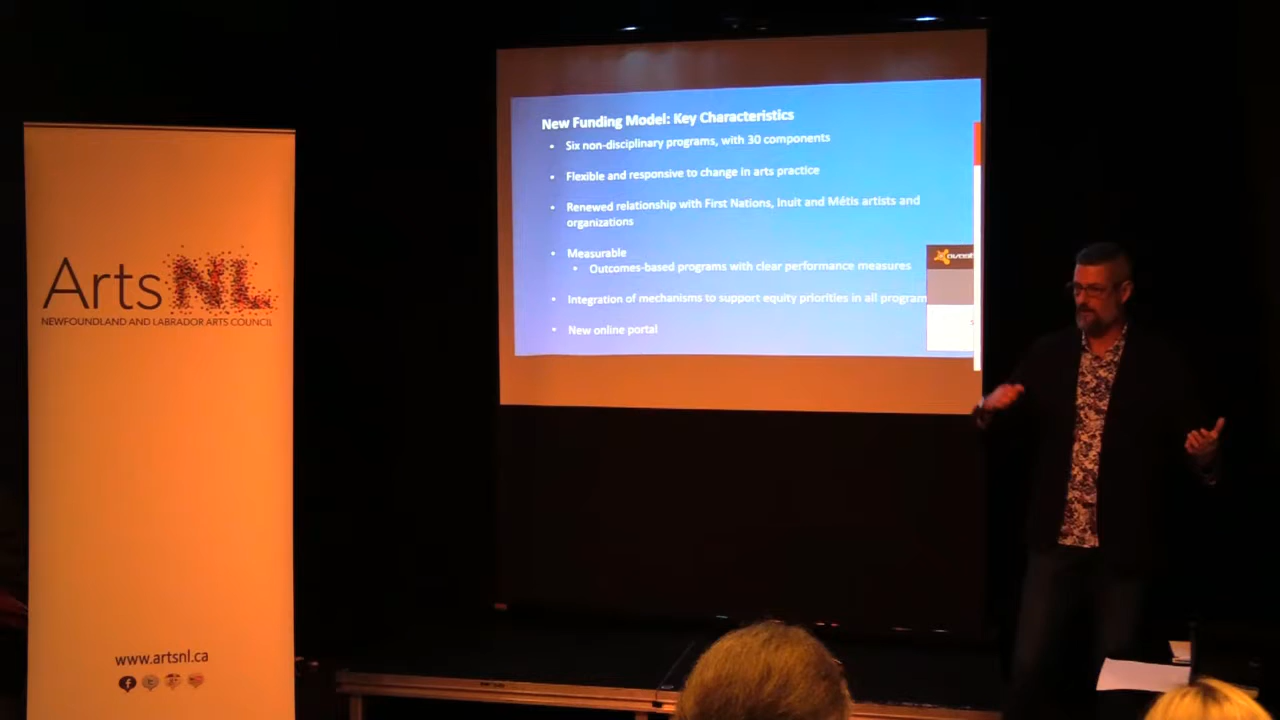 Arts NL
NEWFOUNDLAND AND LABRADOR ARTS COUNCIL
www.artsnl.ca
New Funding Model: Key Characteristics
• Six non-disciplinary programs, with 30 components
• Flexible and responsive to change in arts practice
• Renewed relationship with First Nations, Inuit and Métis artists and
organizations
• Measurable
• Outcomes-based programs with clear performance measures
• Integration of mechanisms to support equity priorities in all program
• New online portal